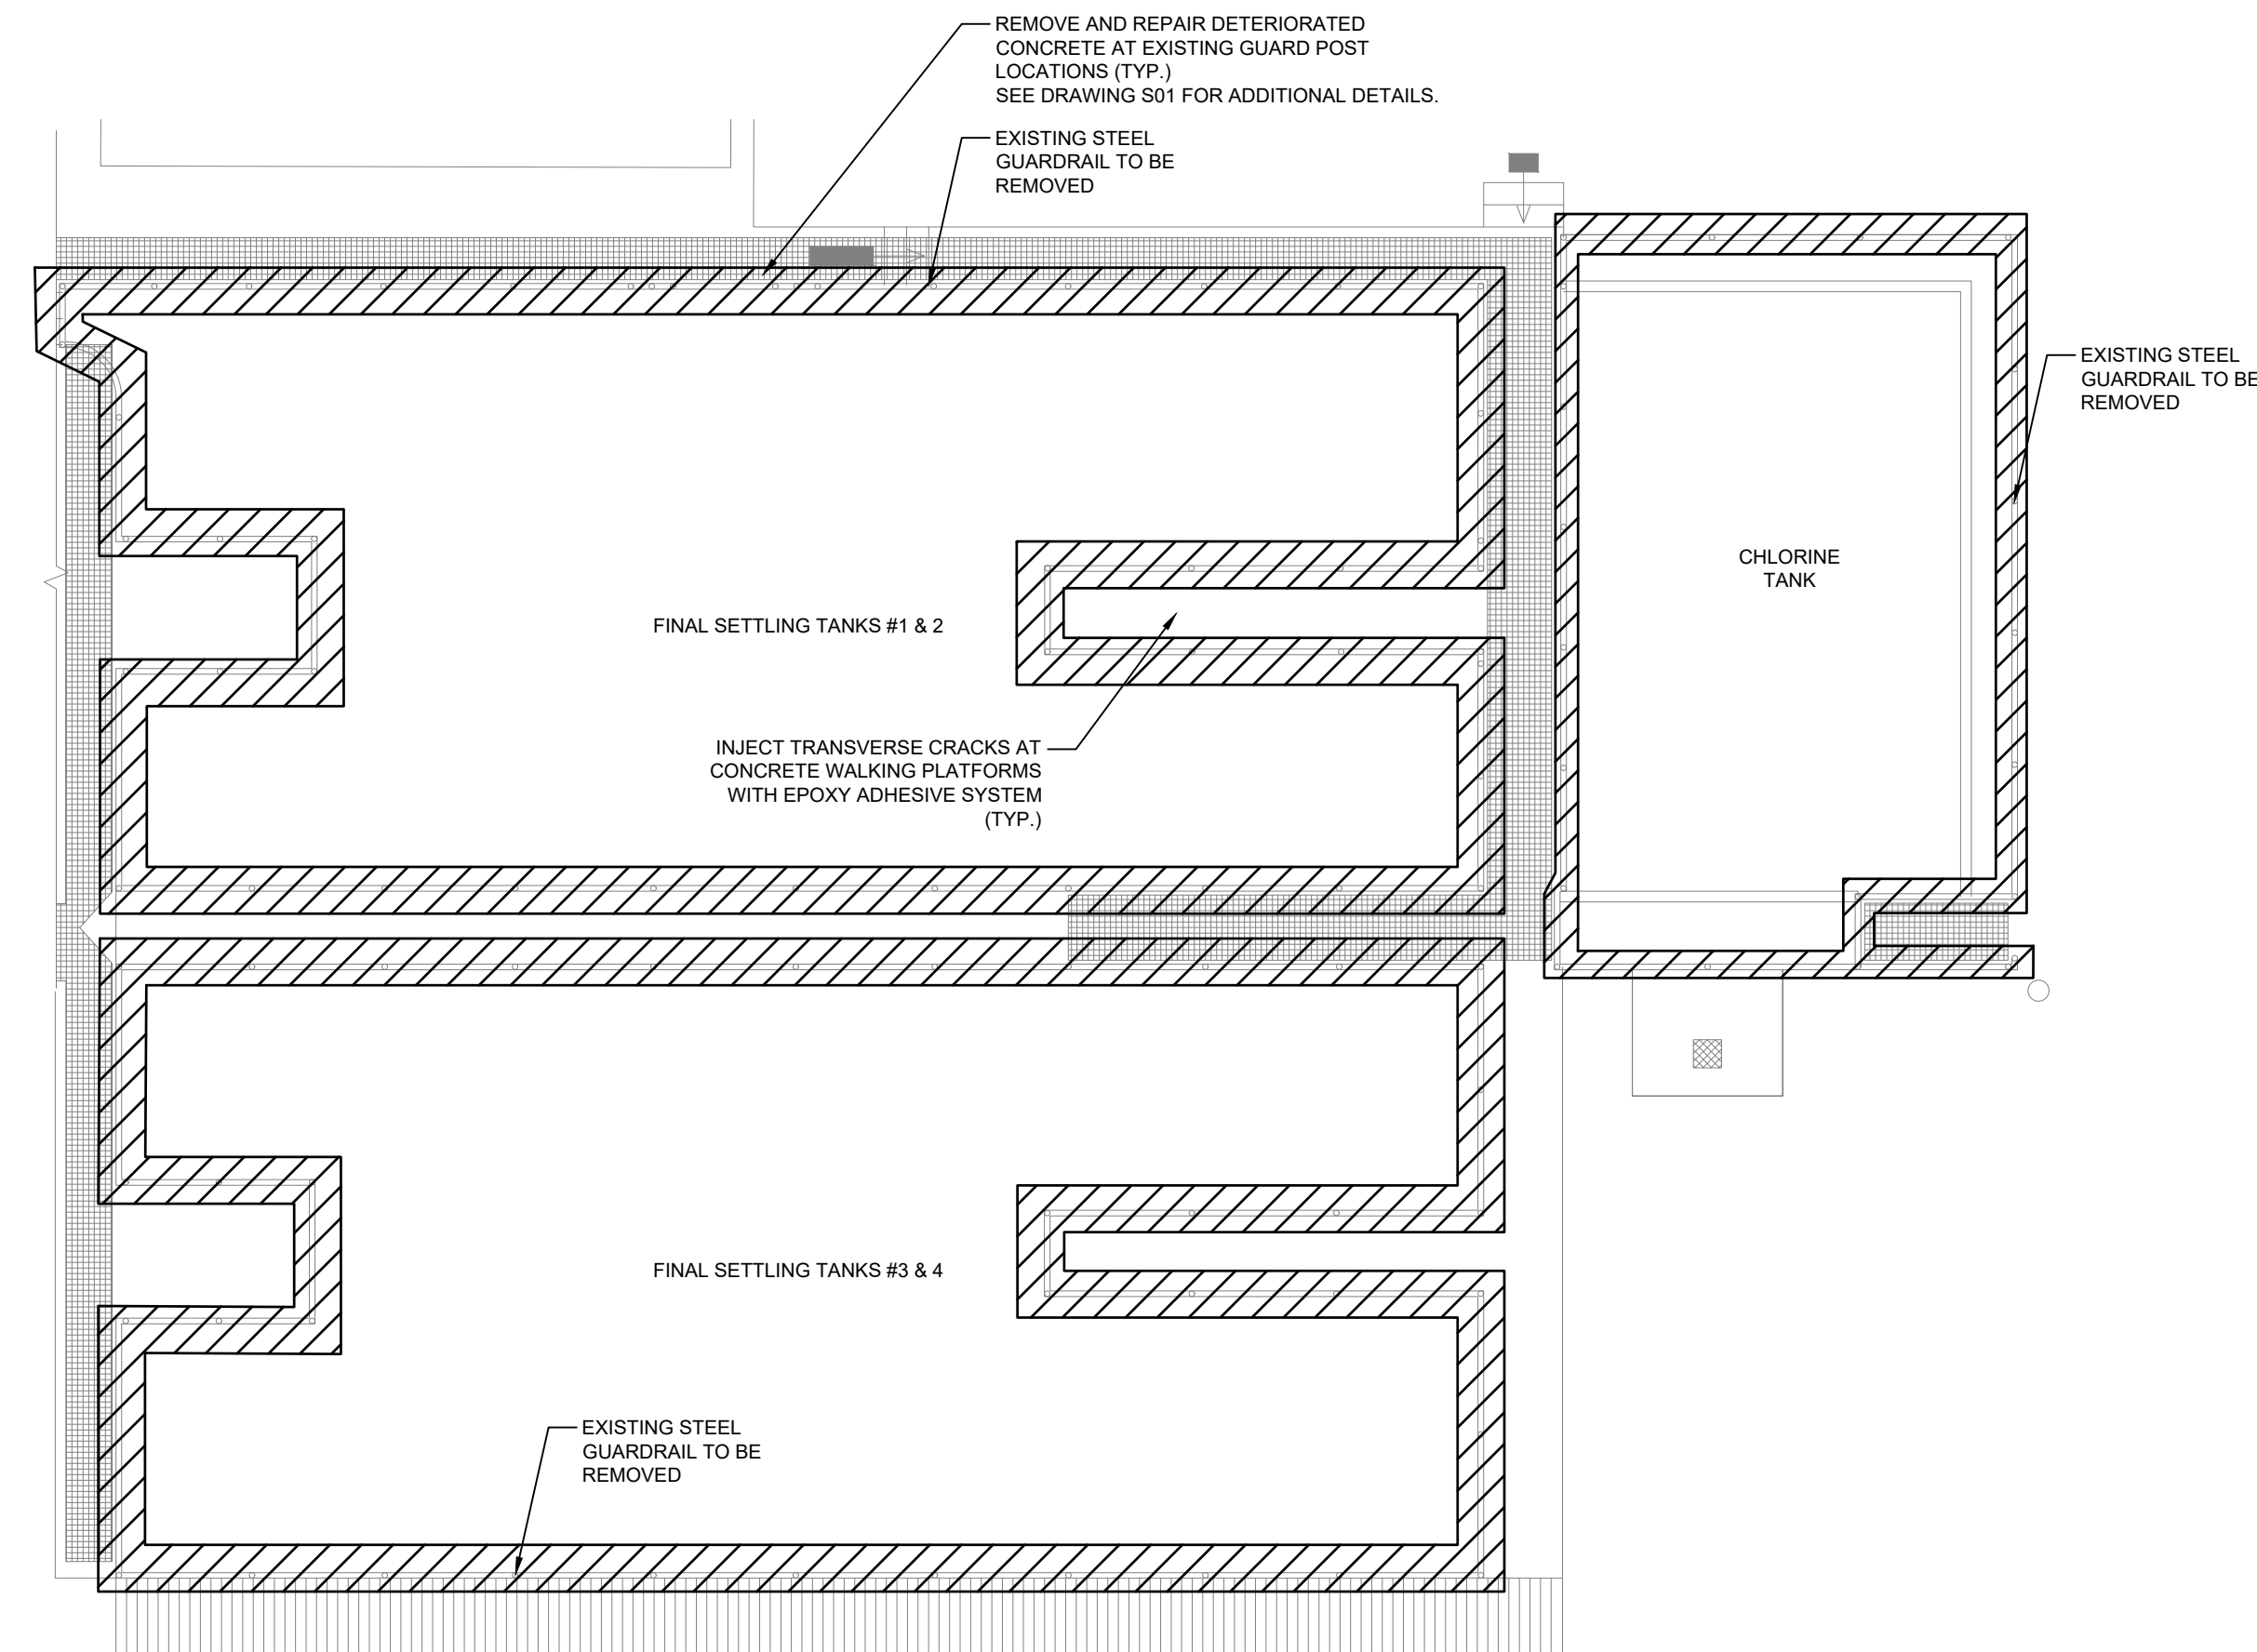 REMOVE AND REPAIR DETERIORATED
CONCRETE AT EXISTING GUARD POST
LOCATIONS (TYP.)
SEE DRAWING S01 FOR ADDITIONAL DETAILS.
EXISTING STEEL
GUARDRAIL TO BE
REMOVED
EXISTING STEEL
GUARDRAIL TO BE
REMOVED
CHLORINE
TANK
FINAL SETTLING TANKS #1 & 2
INJECT TRANSVERSE CRACKS AT
CONCRETE WALKING PLATFORMS
WITH EPOXY ADHESIVE SYSTEM
(TYP.)
FINAL SETTLING TANKS #3 & 4
EXISTING STEEL
GUARDRAIL TO BE
REMOVED